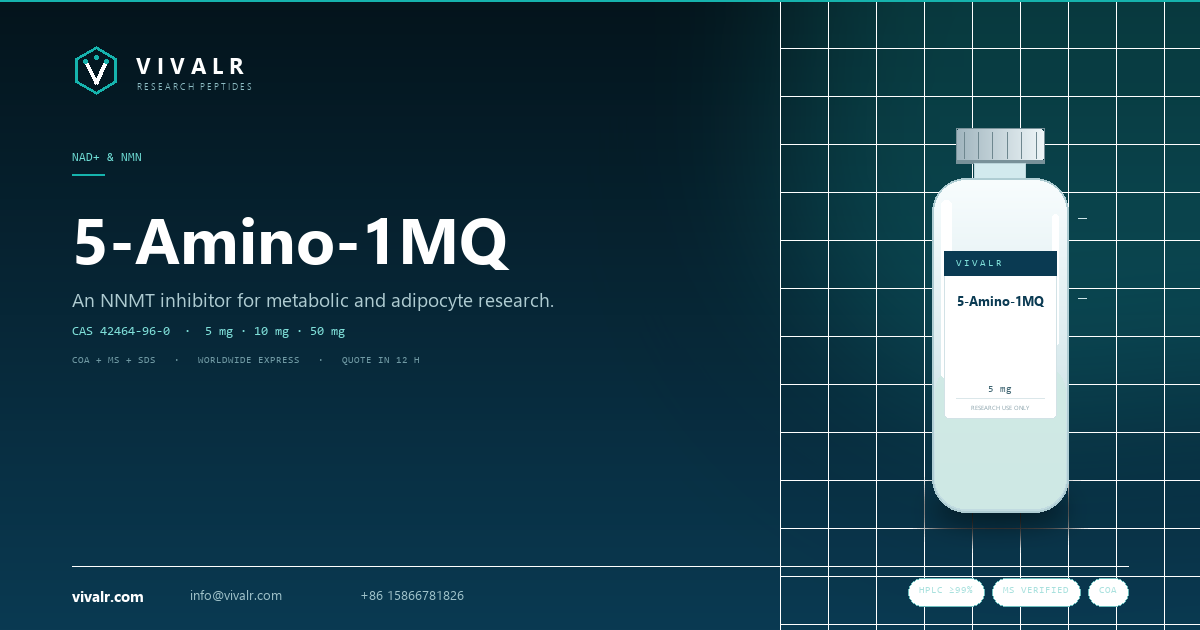 VIVALR
RESEARCH PEPTIDES
NAD+ & NMN
5-Amino-1MQ
An NNMT inhibitor for metabolic and adipocyte research.
CAS 42464-96-0 · 5 mg · 10 mg · 50 mg
COA + MS + SDS · WORLDWIDE EXPRESS · QUOTE IN 12 H
VIVALR
5-Amino-1MQ
5 mg
RESEARCH USE ONLY
vivalr.com info@vivalr.com +86 15866781826
HPLC ≥99% MS VERIFIED COA